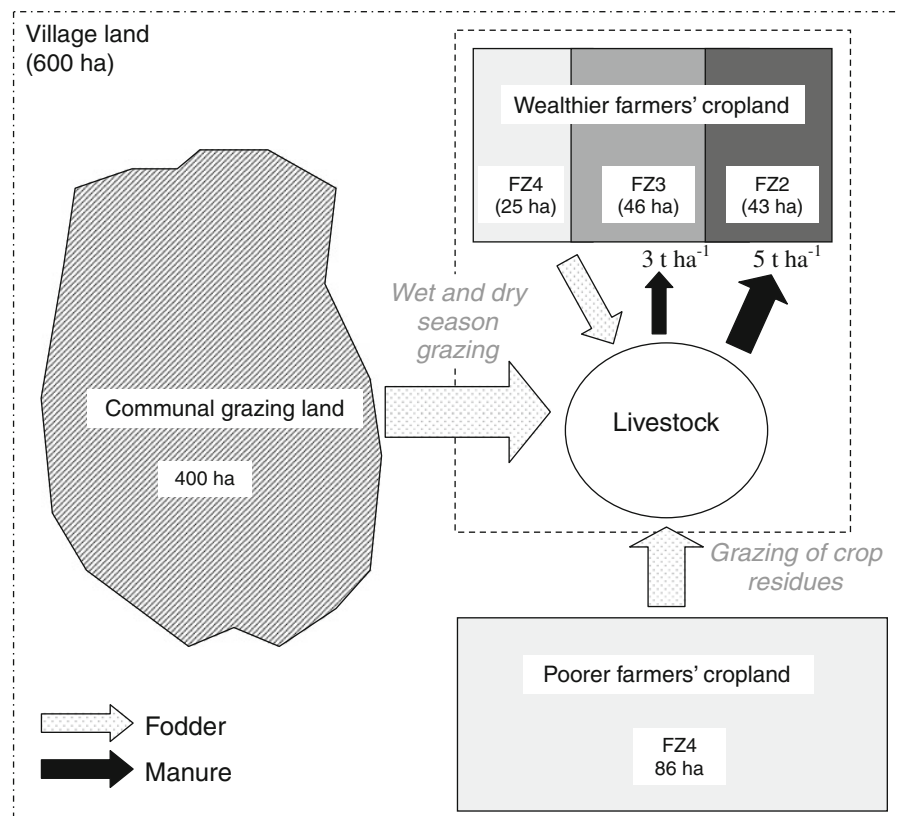 Village land
(600 ha)
Wealthier farmers’ cropland
FZ4
(25 ha)
FZ3
(46 ha)
FZ2
(43 ha)
3 t ha⁻¹
5 t ha⁻¹
Wet and dry
season
grazing
Communal grazing land
400 ha
Livestock
Grazing of crop
residues
Poorer farmers’ cropland
FZ4
86 ha
Fodder
Manure